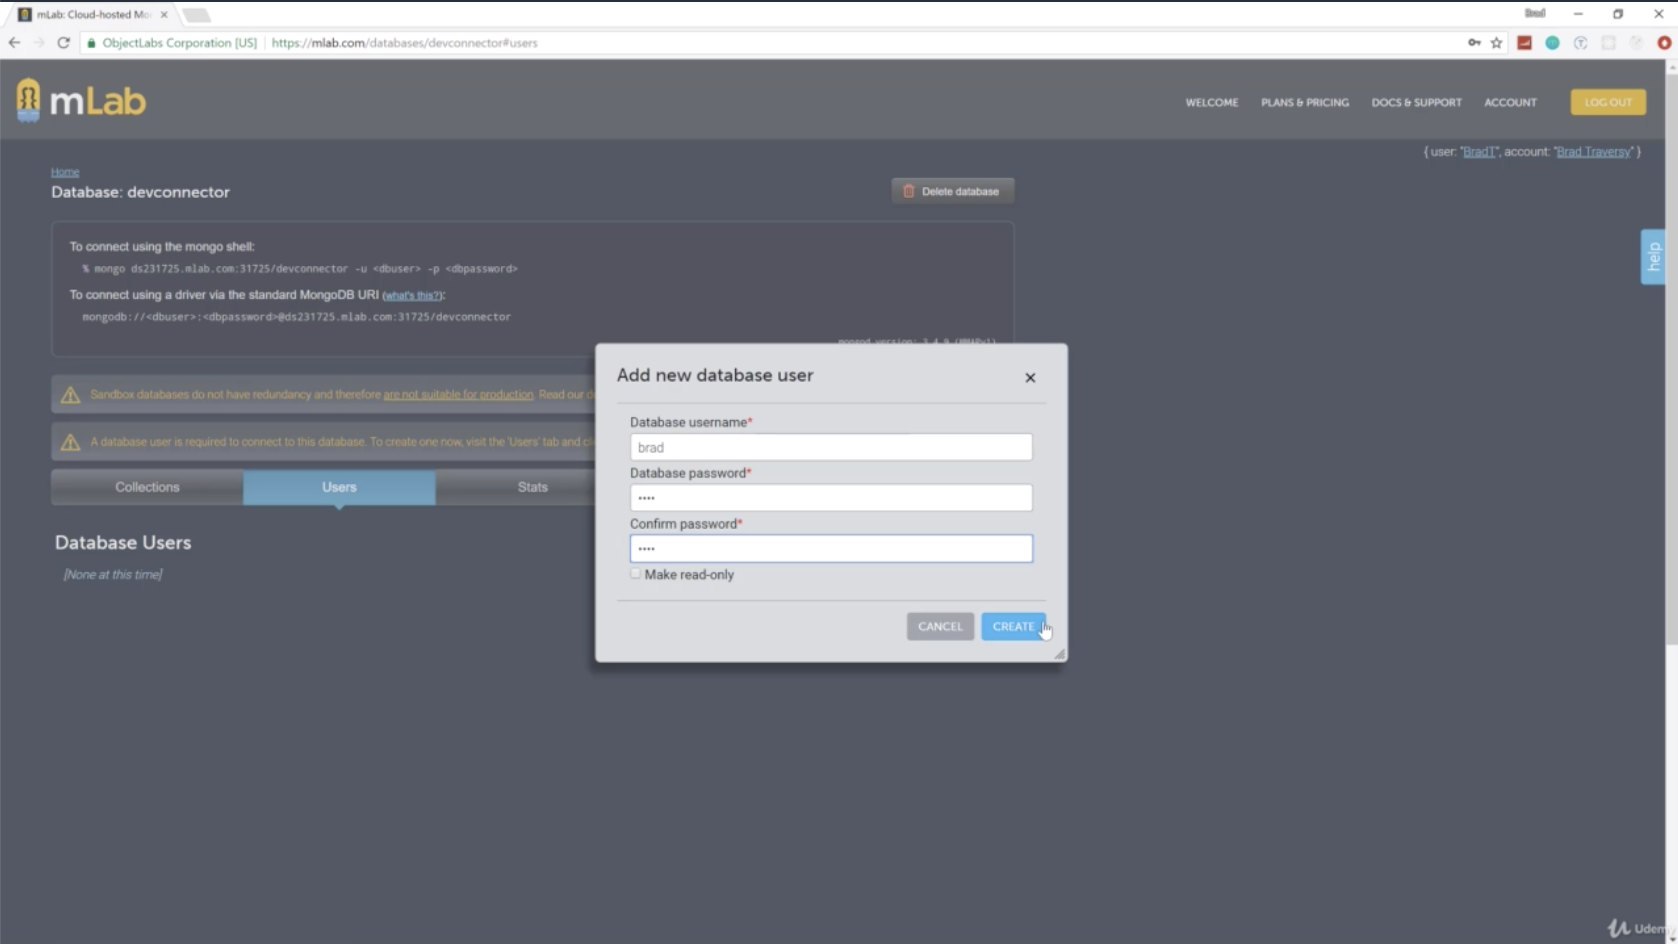 mLab: Cloud-hosted Mo
Brad
ObjectLabs Corporation [US] https://mlab.com/databases/devconnector#users
mLab
WELCOME PLANS & PRICING DOCS & SUPPORT ACCOUNT LOG OUT
{ user: "BradT", account: "Brad Traversy" }
Home
Database: devconnector
Delete database
To connect using the mongo shell:
% mongo ds231725.mlab.com:31725/devconnector -u <dbuser> -p <dbpassword>
help
To connect using a driver via the standard MongoDB URI (what's this?):
mongodb://<dbuser>:<dbpassword>@ds231725.mlab.com:31725/devconnector
mongod version: 3.4.9 (MMAPv1)
Sandbox databases do not have redundancy and therefore are not suitable for production. Read our
A database user is required to connect to this database. To create one now, visit the 'Users' tab and
Collections Users Stats
Database Users
[None at this time]
Add new database user
Database username*
brad
Database password*
••••
Confirm password*
••••
Make read-only
CANCEL CREATE
Udem